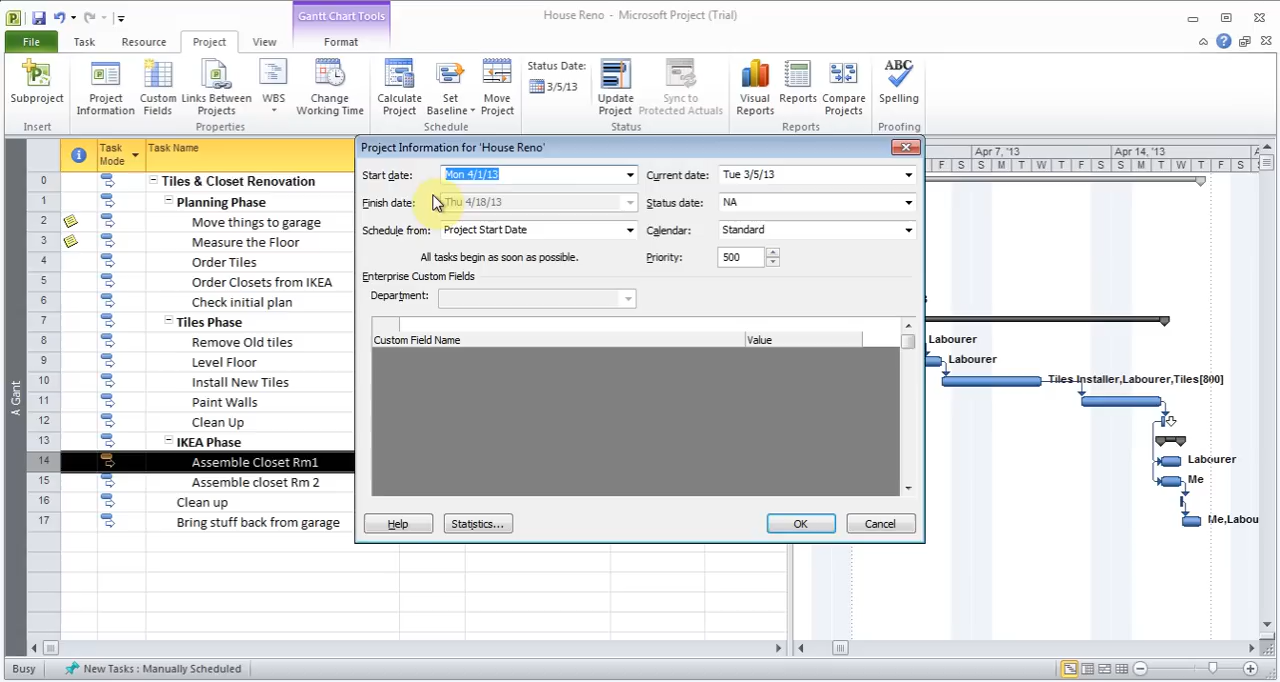 House Reno - Microsoft Project (Trial)
Gantt Chart Tools
File Task Resource Project View Format
Subproject
Project Information
Custom Fields
Links Between Projects
WBS
Change Working Time
Calculate Project
Set Baseline
Move Project
Status Date:
3/5/13
Update Project
Sync to Protected Actuals
Visual Reports
Reports
Compare Projects
ABC
Spelling
Insert Properties Schedule Status Reports Proofing
Project Information for 'House Reno'
Start date: Mon 4/1/13 Current date: Tue 3/5/13
Finish date: Thu 4/18/13 Status date: NA
Schedule from: Project Start Date Calendar: Standard
All tasks begin as soon as possible. Priority: 500
Enterprise Custom Fields
Department:
Custom Field Name Value
Help Statistics... OK Cancel
Task Mode Task Name
0 Tiles & Closet Renovation
1 Planning Phase
2 Move things to garage
3 Measure the Floor
4 Order Tiles
5 Order Closets from IKEA
6 Check initial plan
7 Tiles Phase
8 Remove Old tiles
9 Level Floor
10 Install New Tiles
11 Paint Walls
12 Clean Up
13 IKEA Phase
14 Assemble Closet Rm1
15 Assemble closet Rm 2
16 Clean up
17 Bring stuff back from garage
A Gant
Apr 7, '13 Apr 14, '13
F S S M T W T F S S M T W T F S
Labourer
Labourer
Tiles Installer,Labourer,Tiles[800]
Labourer
Me
Me,Labou
Busy New Tasks : Manually Scheduled